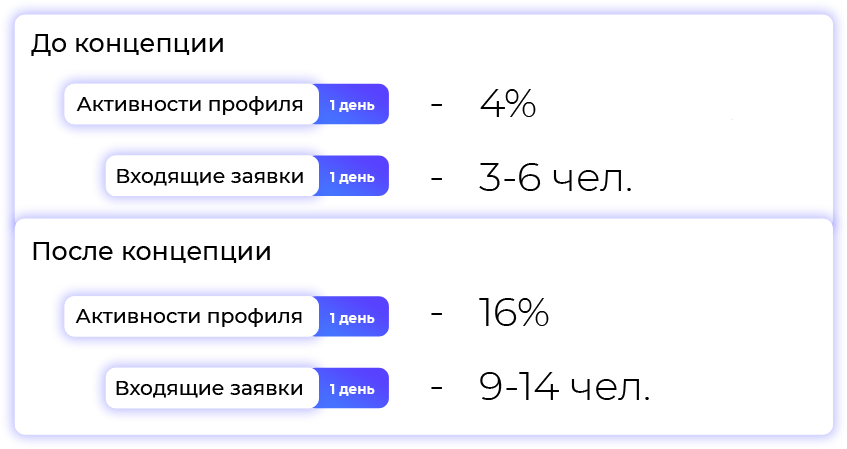 До концепции
Активности профиля 1 день - 4%
Входящие заявки 1 день - 3-6 чел.
После концепции
Активности профиля 1 день - 16%
Входящие заявки 1 день - 9-14 чел.